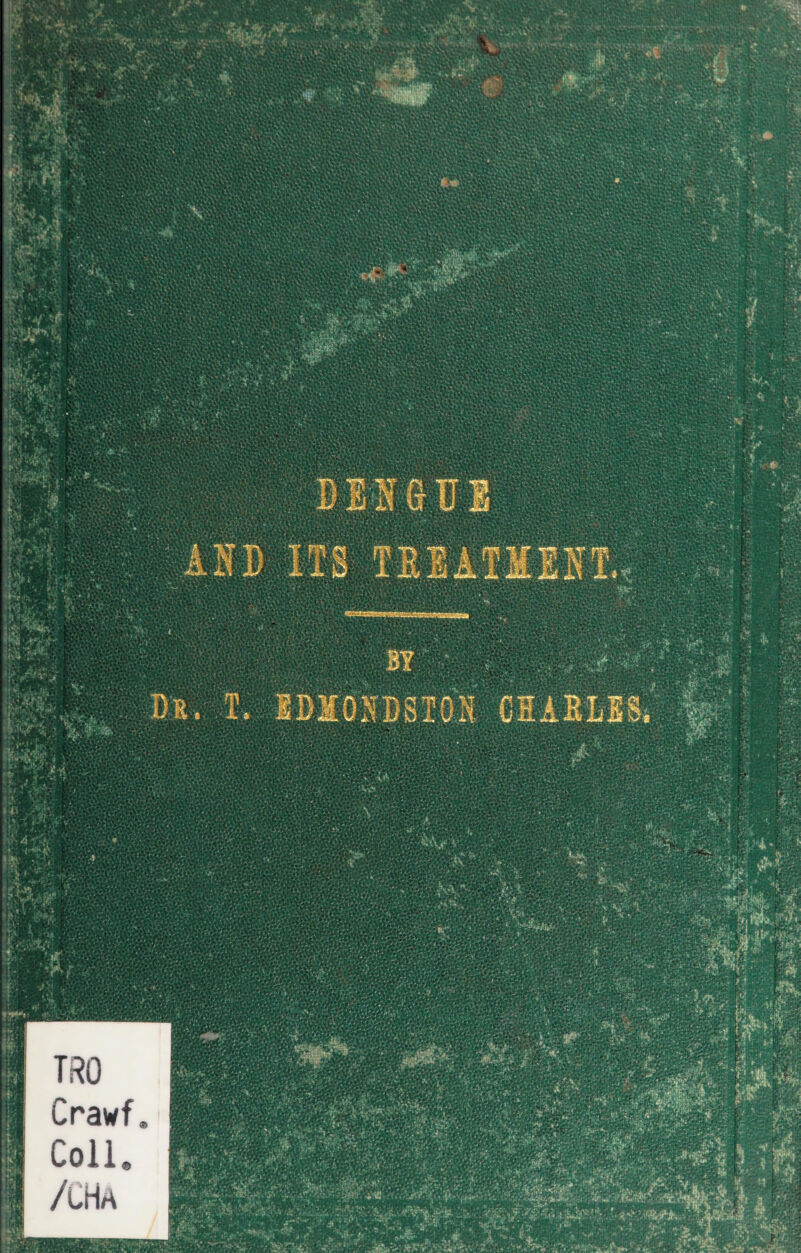 DENGUE
AND ITS TREATMENT.
BY
DR. T. EDMONDSTON CHARLES.
TRO
Crawf.
Coll.
/CHA